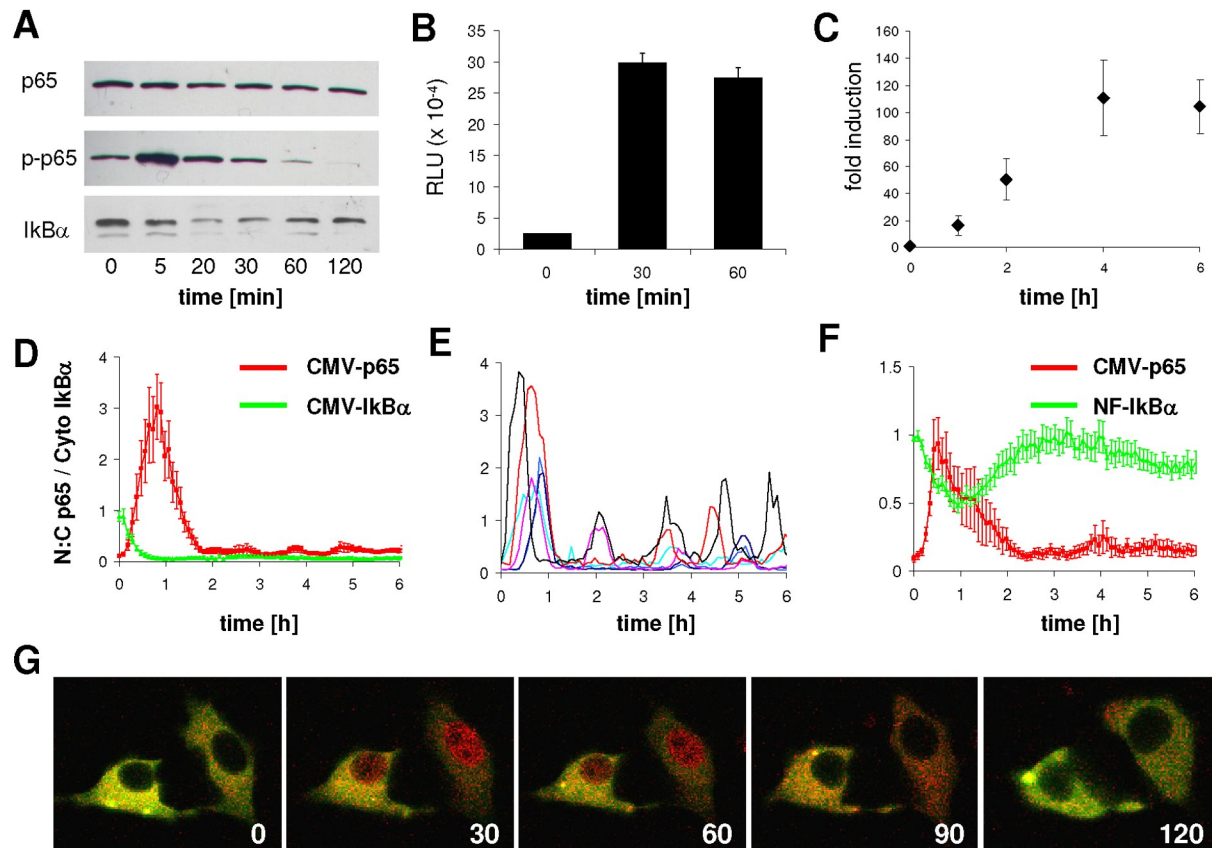 A
p65
p-p65
IkBα
0 5 20 30 60 120
time [min]
B
RLU (x 10⁻⁴)
35
30
25
20
15
10
5
0
0 30 60
time [min]
C
fold induction
160
140
120
100
80
60
40
20
0
0 2 4 6
time [h]
D
CMV-p65
CMV-IkBα
N:C p65 / Cyto IkBα
4
3
2
1
0
0 1 2 3 4 5 6
time [h]
E
4
3
2
1
0
0 1 2 3 4 5 6
time [h]
F
CMV-p65
NF-IkBα
1.5
1
0.5
0
0 1 2 3 4 5 6
time [h]
G
0
30
60
90
120